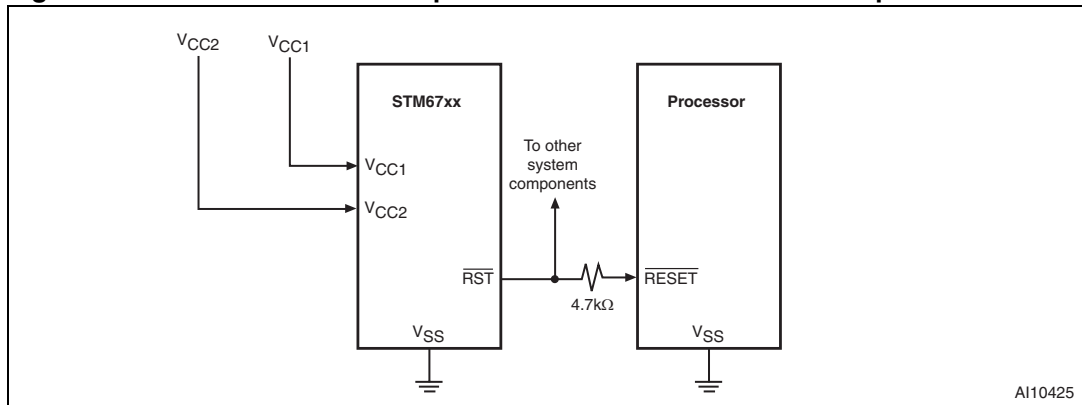 VCC2
VCC1
STM67xx
Processor
To other
system
components
VCC1
VCC2
RST
RESET
4.7kΩ
VSS
VSS
AI10425